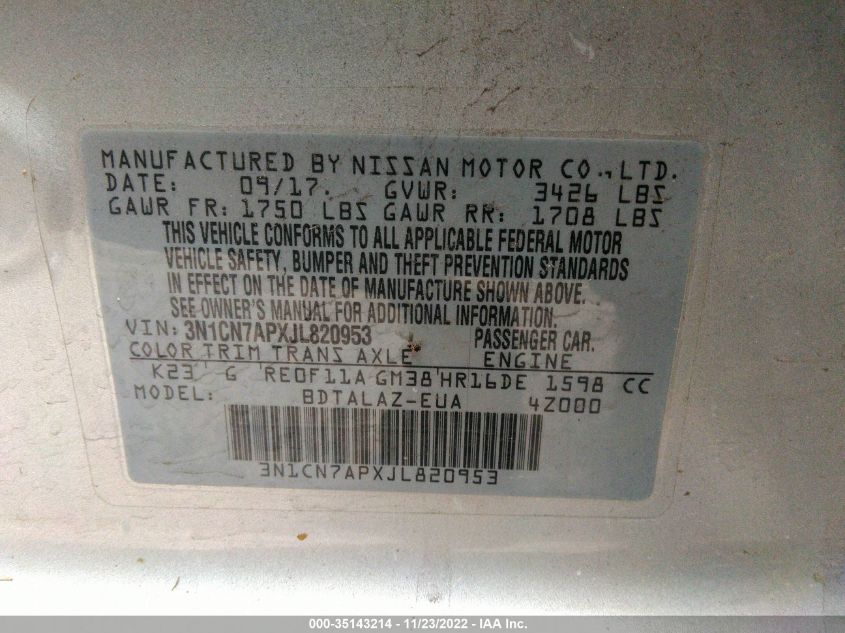 MANUFACTURED BY NISSAN MOTOR CO., LTD.
DATE: 09/17. GVWR: 3426 LBS
GAWR FR: 1750 LBS GAWR RR: 1708 LBS
THIS VEHICLE CONFORMS TO ALL APPLICABLE FEDERAL MOTOR
VEHICLE SAFETY, BUMPER AND THEFT PREVENTION STANDARDS
IN EFFECT ON THE DATE OF MANUFACTURE SHOWN ABOVE.
SEE OWNER'S MANUAL FOR ADDITIONAL INFORMATION.
VIN: 3N1CN7APXJL820953 PASSENGER CAR.
COLOR TRIM TRANS AXLE ENGINE
K23 G RE0F11A GM38 HR16DE 1598 CC
MODEL: BDTALAZ-EUA 4Z000
3N1CN7APXJL820953
000-35143214 - 11/23/2022 - IAA Inc.